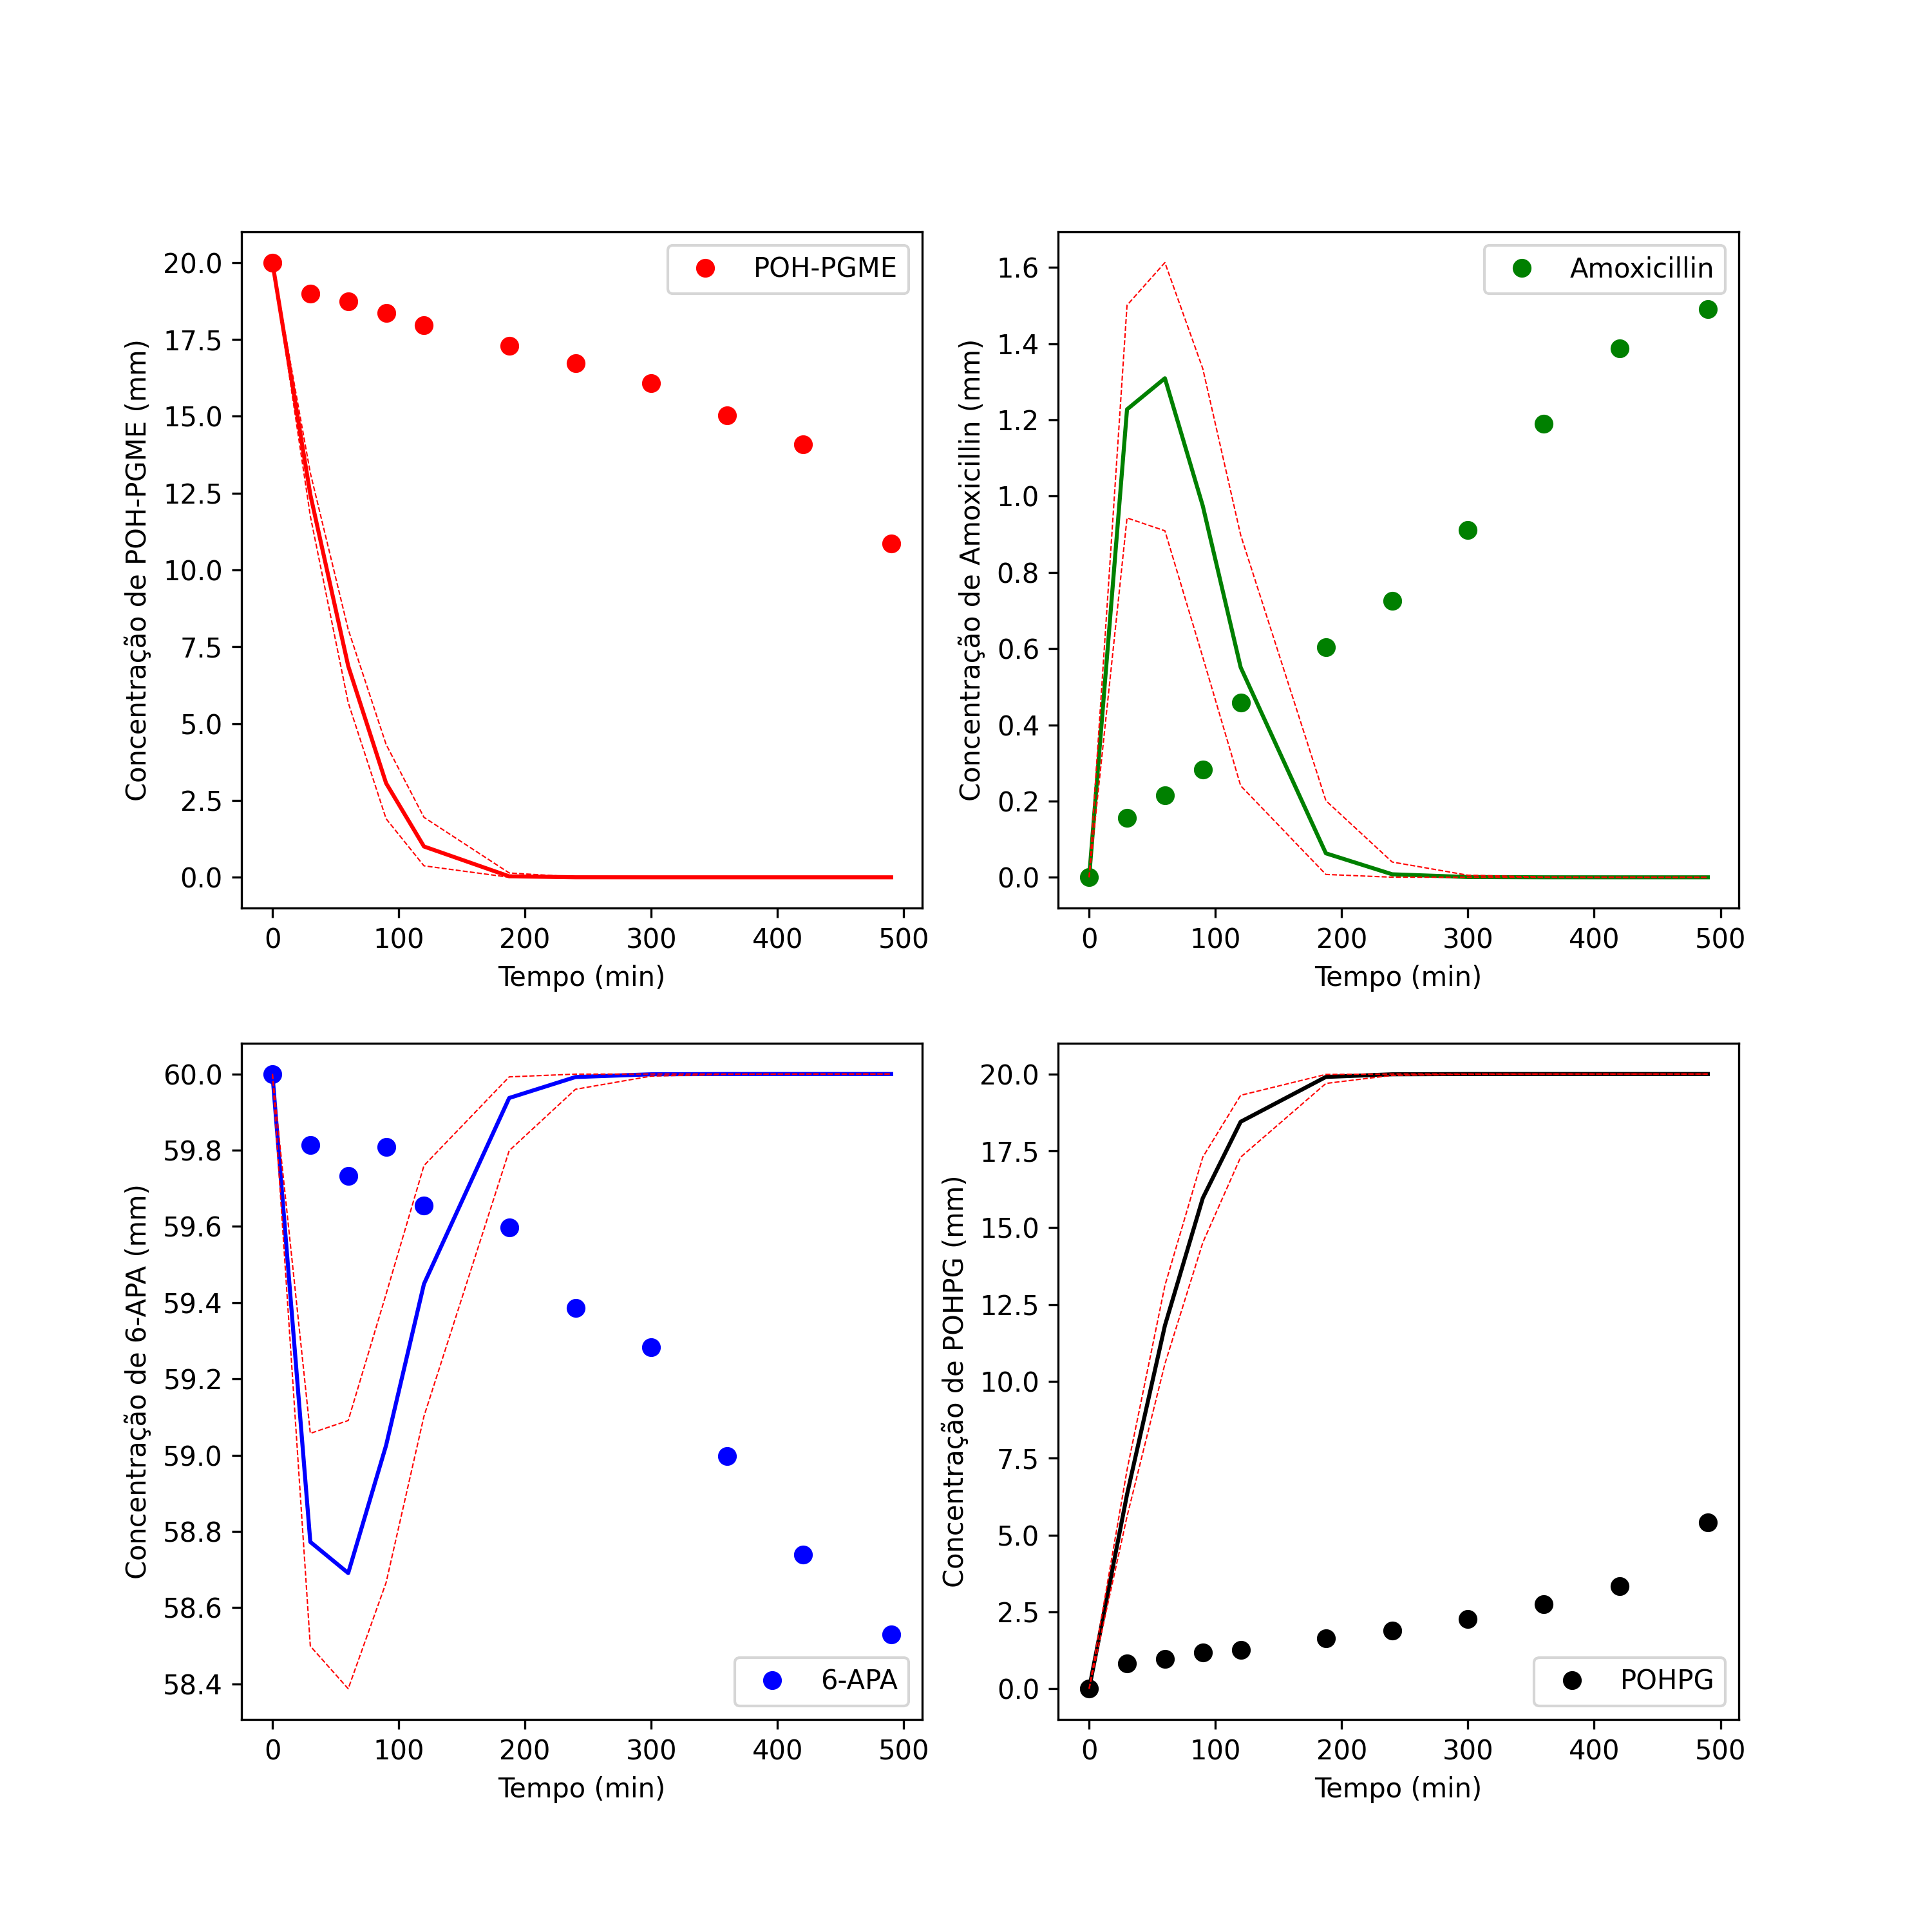 POH-PGME
20.0
17.5
15.0
12.5
10.0
7.5
5.0
2.5
0.0
Concentração de POH-PGME (mm)
0 100 200 300 400 500
Tempo (min)
Amoxicillin
1.6
1.4
1.2
1.0
0.8
0.6
0.4
0.2
0.0
Concentração de Amoxicillin (mm)
0 100 200 300 400 500
Tempo (min)
60.0
59.8
59.6
59.4
59.2
59.0
58.8
58.6
58.4
Concentração de 6-APA (mm)
6-APA
0 100 200 300 400 500
Tempo (min)
20.0
17.5
15.0
12.5
10.0
7.5
5.0
2.5
0.0
Concentração de POHPG (mm)
POHPG
0 100 200 300 400 500
Tempo (min)